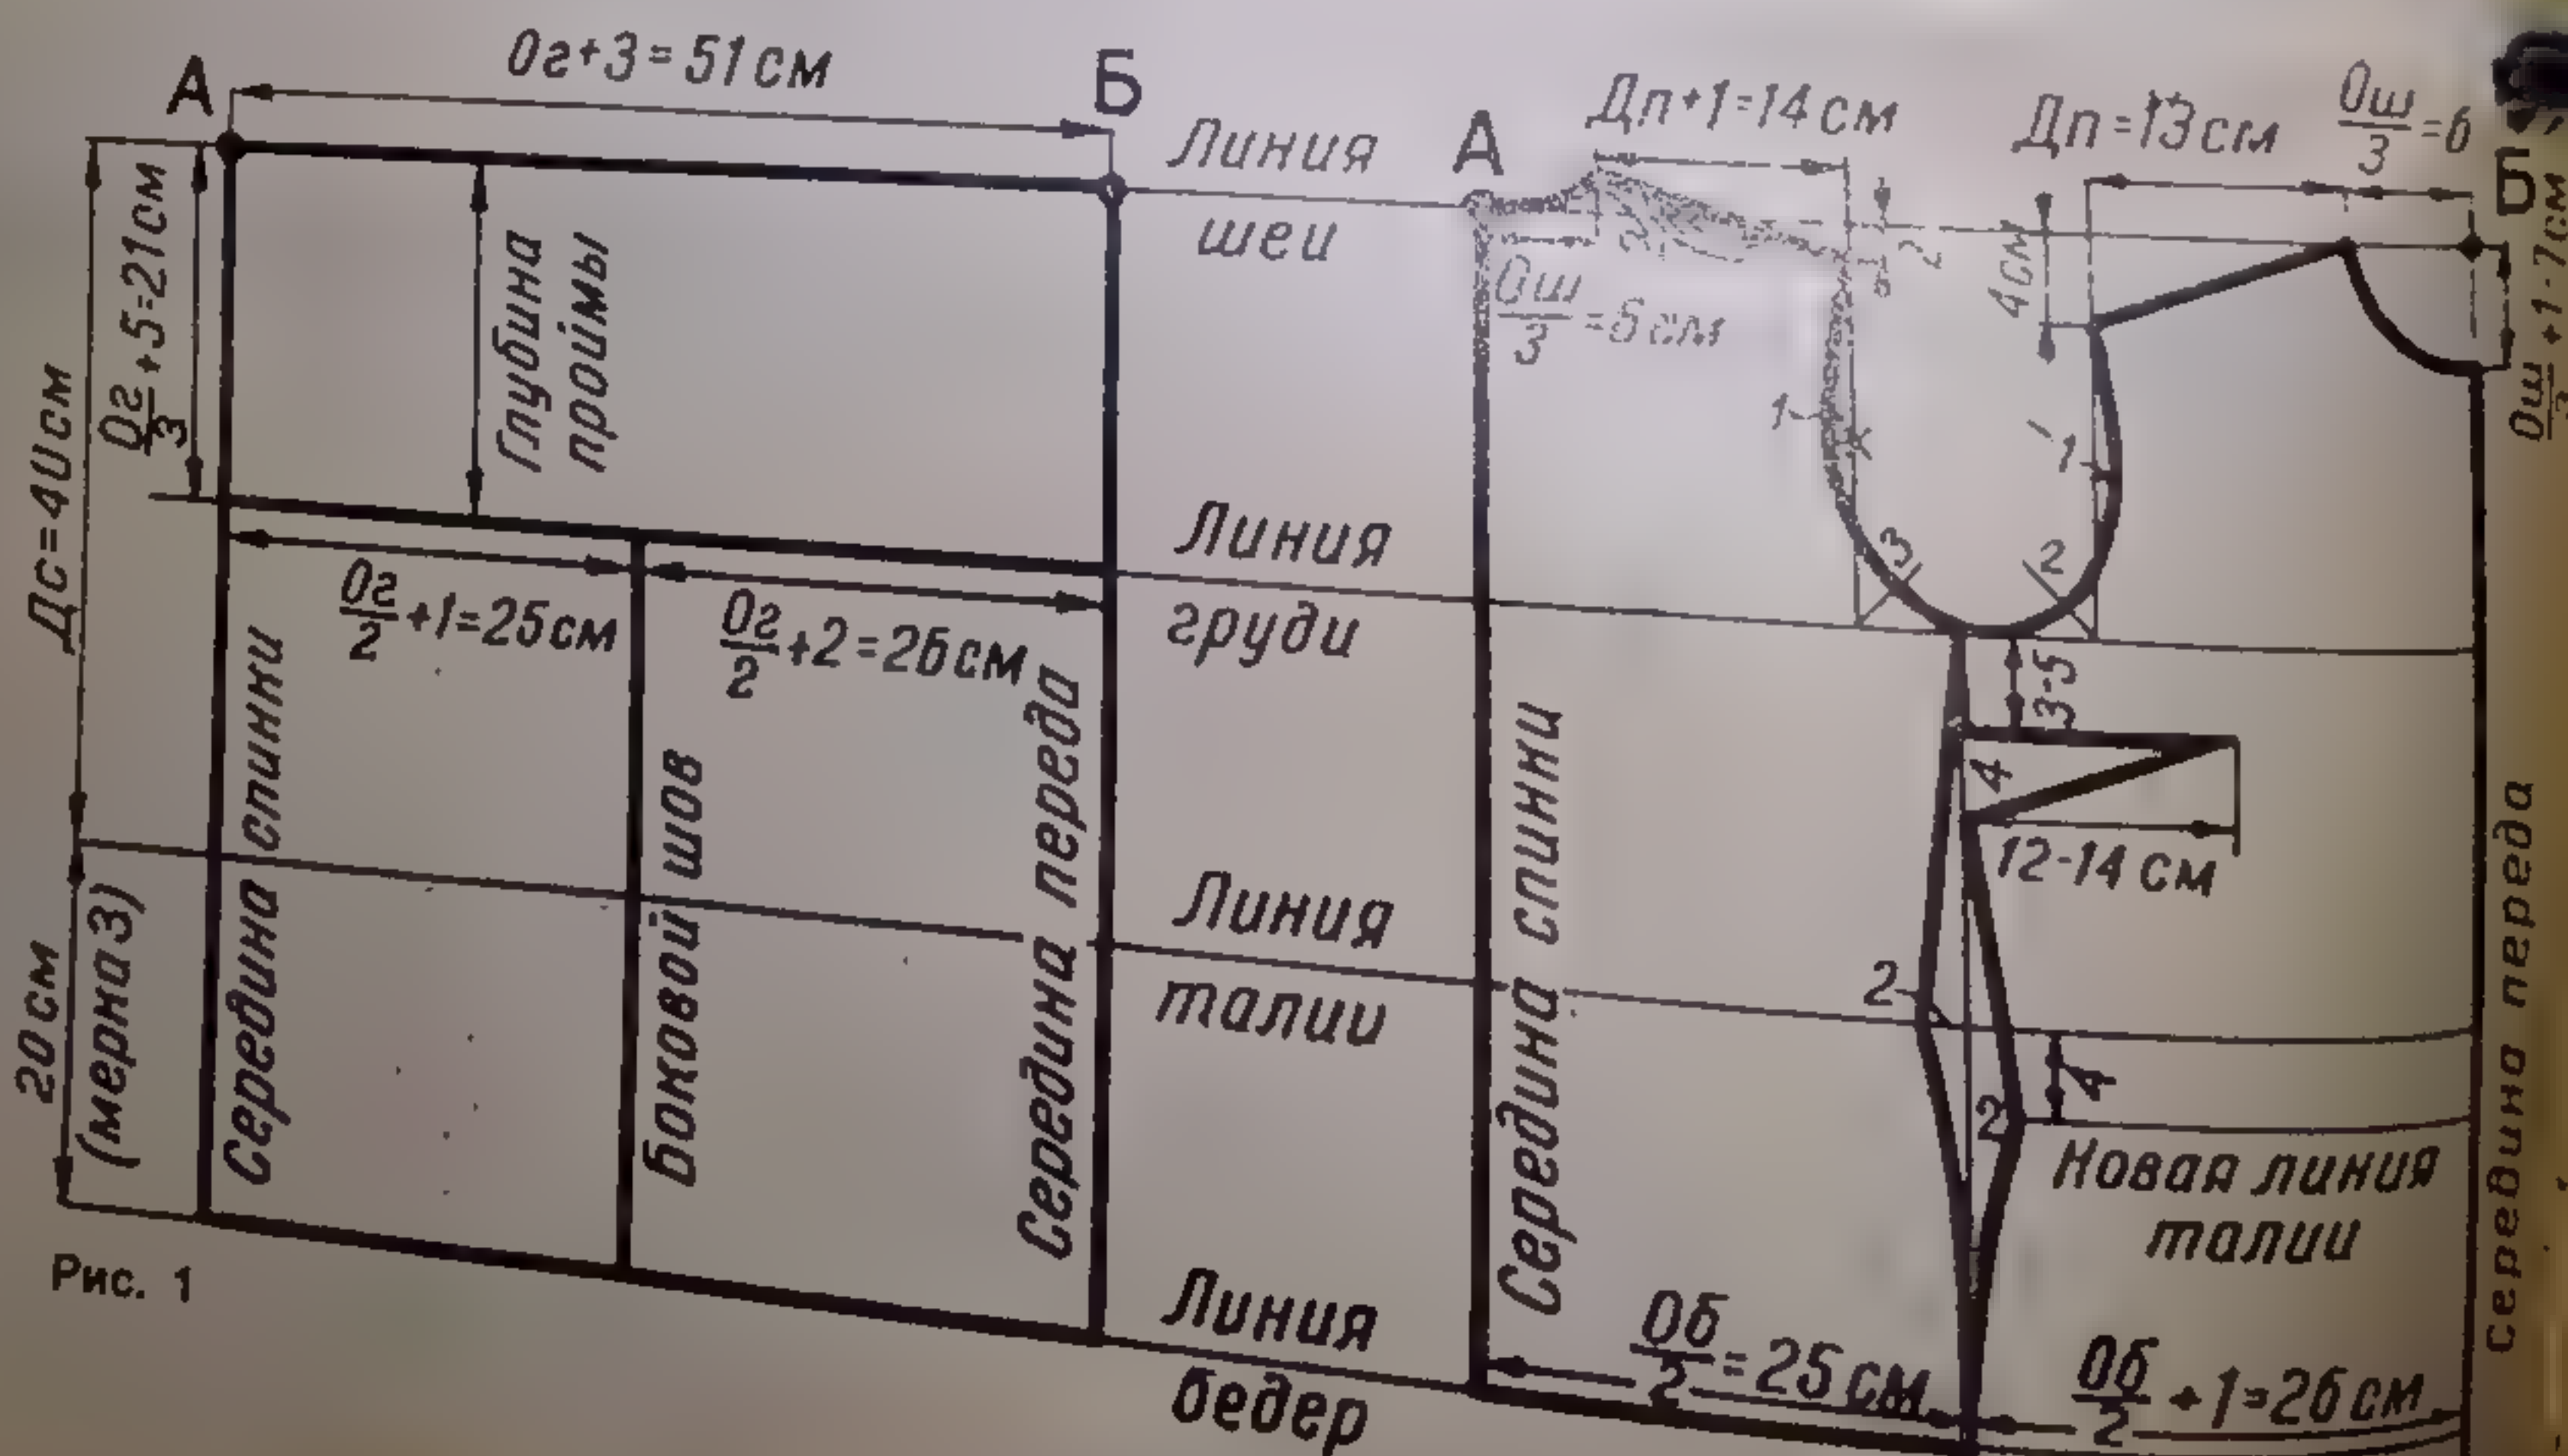 А
Ог+3=51см
Б
Дс=40см
Ог/3+5=21см
Глубина
проймы
Линия
шеи
Ог/2+1=25см
Ог/2+2=26см
Линия
груди
Середина спинки
Боковой шов
Середина переда
20см
(мерка 3)
Линия
талии
Линия
бедер
Рис. 1
А
Дп+1=14см
Дп=13см
Ош/3=6
Б
Ош/3=6см
2
2
4см
+1-7см
1
1
3
2
3-5
4
12-14 см
Середина спинки
2
4
2
Новая линия
талии
Середина переда
Об/2=25см
Об/2+1=26см